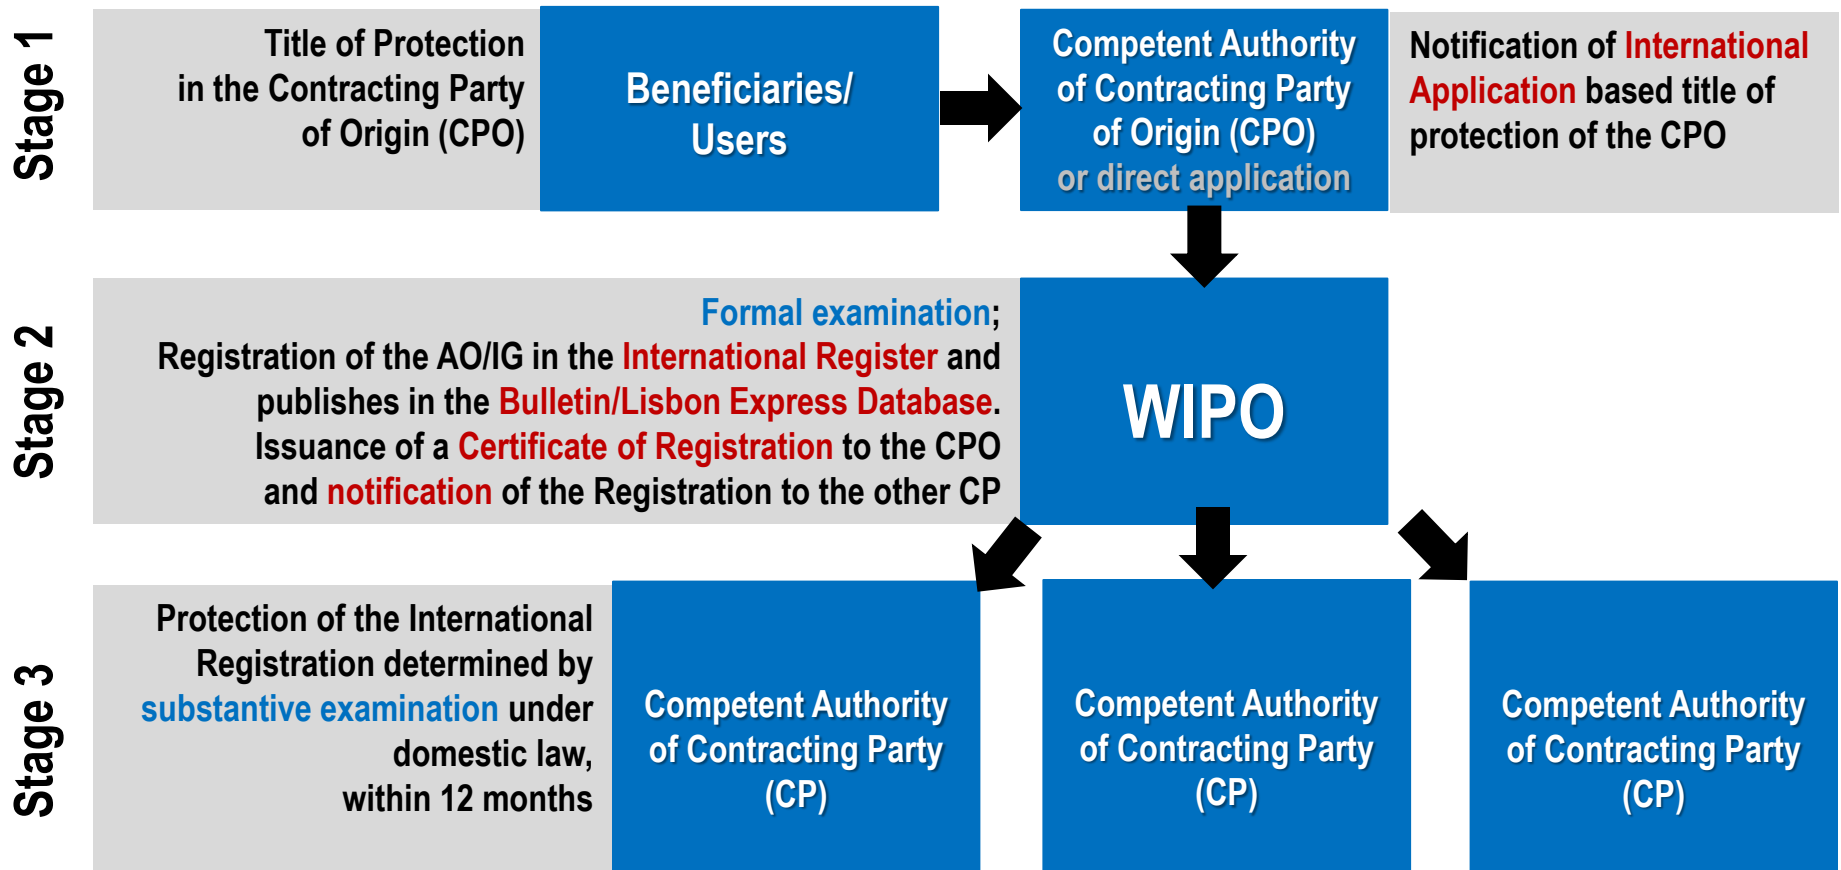 Stage 1
Title of Protection
in the Contracting Party
of Origin (CPO)
Beneficiaries/
Users
Competent Authority
of Contracting Party
of Origin (CPO)
or direct application
Notification of International
Application based title of
protection of the CPO
Stage 2
Formal examination;
Registration of the AO/IG in the International Register and
publishes in the Bulletin/Lisbon Express Database.
Issuance of a Certificate of Registration to the CPO
and notification of the Registration to the other CP
WIPO
Stage 3
Protection of the International
Registration determined by
substantive examination under
domestic law,
within 12 months
Competent Authority
of Contracting Party
(CP)
Competent Authority
of Contracting Party
(CP)
Competent Authority
of Contracting Party
(CP)